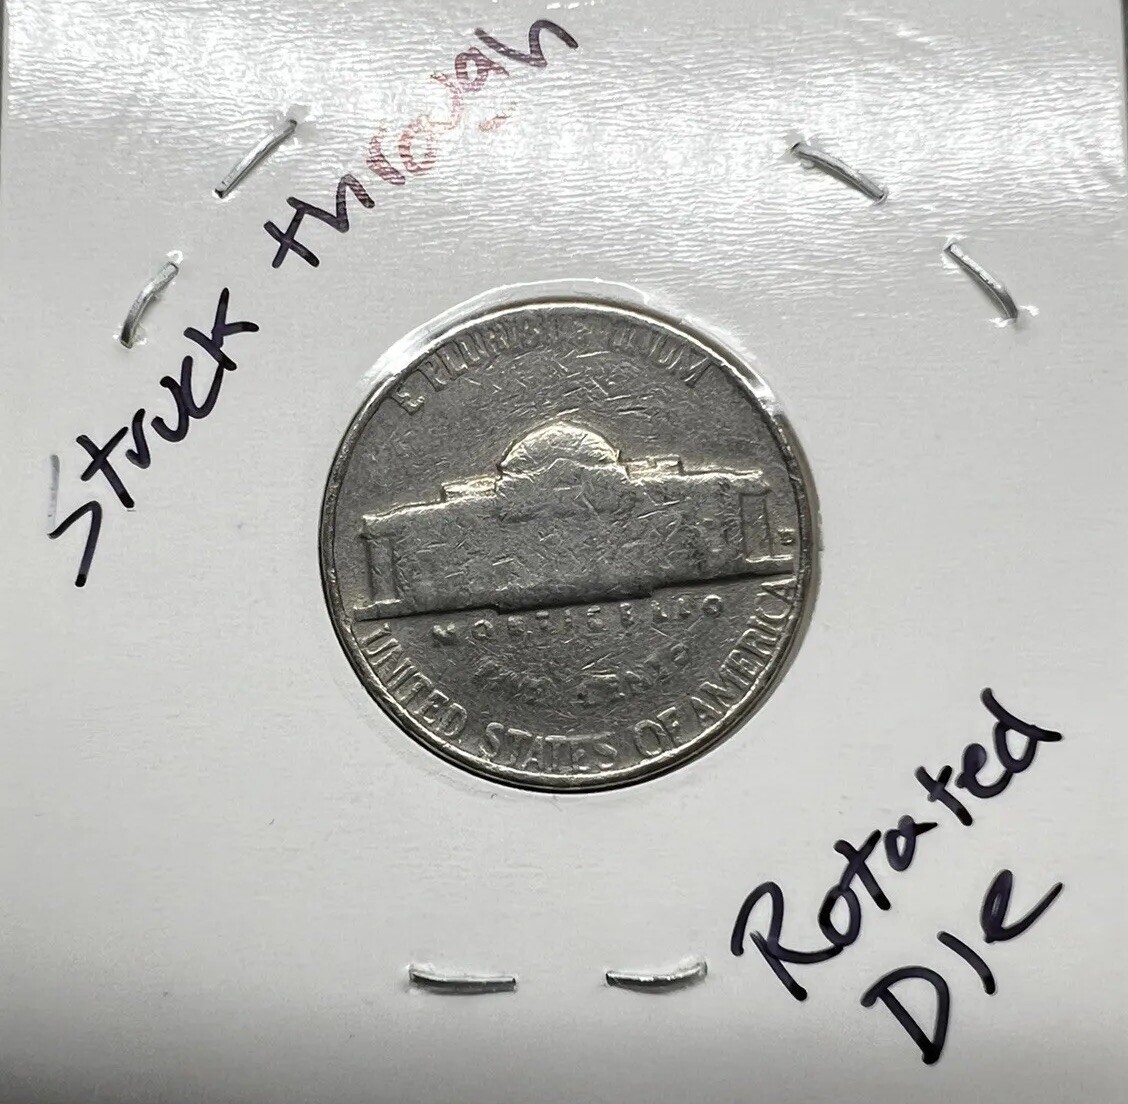 Struck through
E PLURIBUS UNUM
MONTICELLO
FIVE CENTS
UNITED STATES OF AMERICA
Rotated
Die